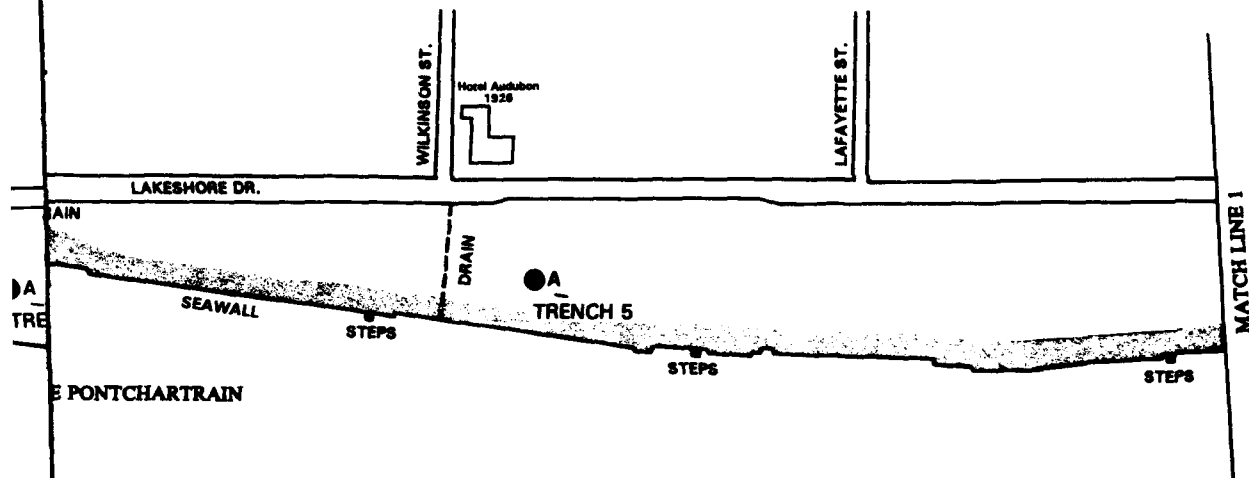 WILKINSON ST.
Hotel Audubon
1926
LAFAYETTE ST.
LAKESHORE DR.
AIN
DRAIN
A
TRENCH 5
A
TRE
SEAWALL
STEPS
STEPS
STEPS
E PONTCHARTRAIN
MATCH LINE 1